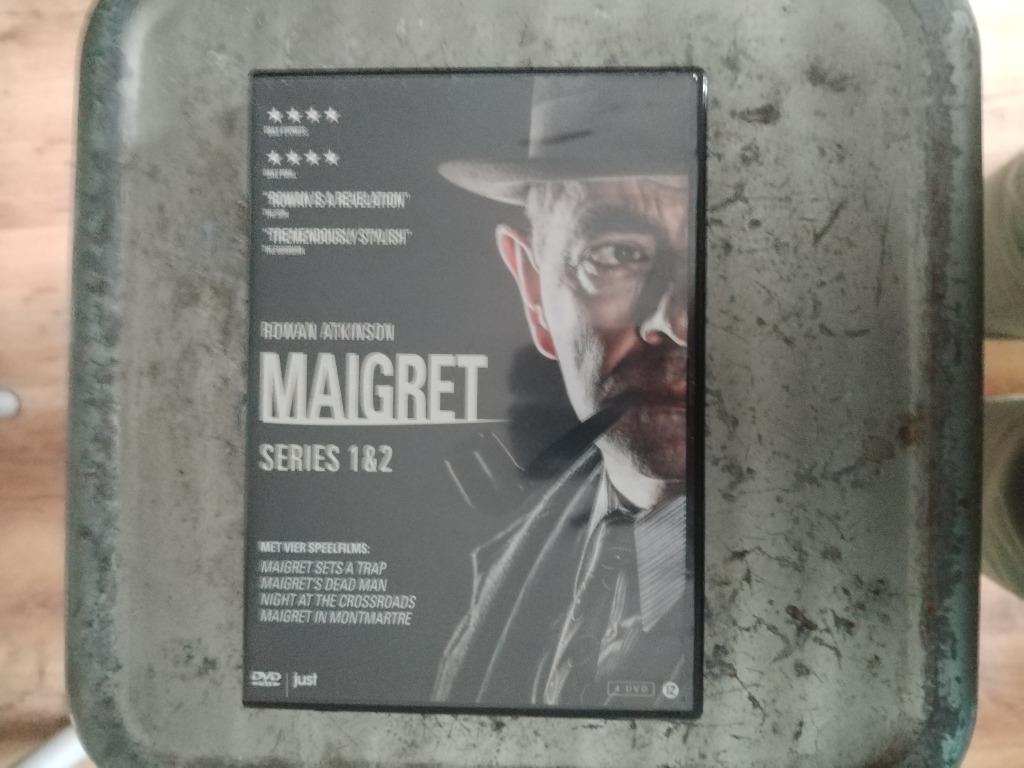 "ROWAN IS A REVELATION"
"TREMENDOUSLY STYLISH"
ROWAN ATKINSON
MAIGRET
SERIES 1&2
MET VIER SPEELFILMS:
MAIGRET SETS A TRAP
MAIGRET'S DEAD MAN
NIGHT AT THE CROSSROADS
MAIGRET IN MONTMARTRE
DVD
just
4 DVD
12